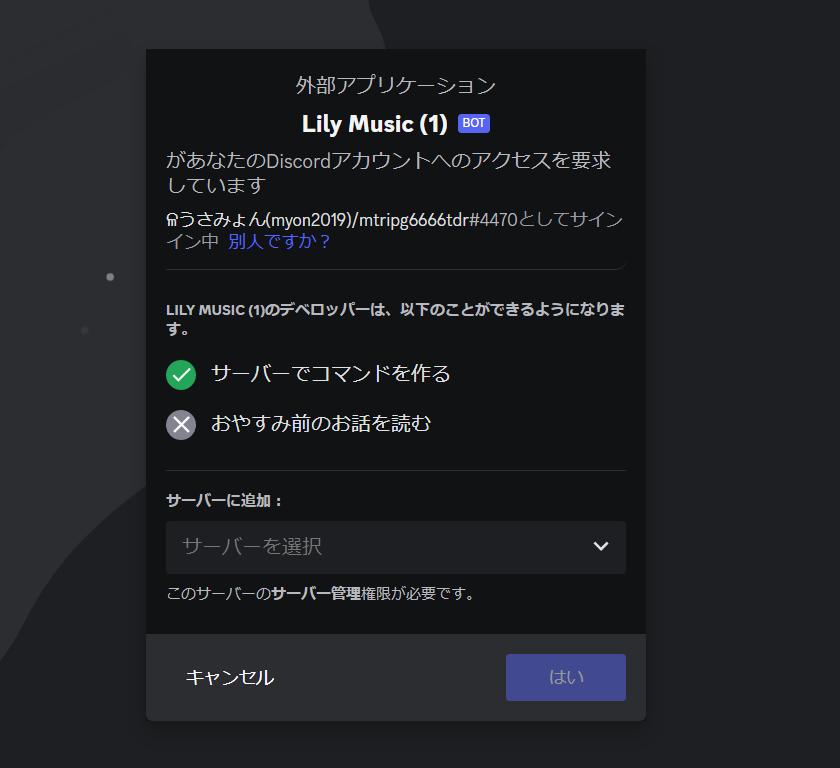 外部アプリケーション
Lily Music (1) BOT
があなたのDiscordアカウントへのアクセスを要求
しています
うさみょん(myon2019)/mtripg6666tdr#4470としてサイン
イン中 別人ですか？
LILY MUSIC (1)のデベロッパーは、以下のことができるようになりま
す。
サーバーでコマンドを作る
おやすみ前のお話を読む
サーバーに追加：
サーバーを選択
このサーバーのサーバー管理権限が必要です。
キャンセル
はい